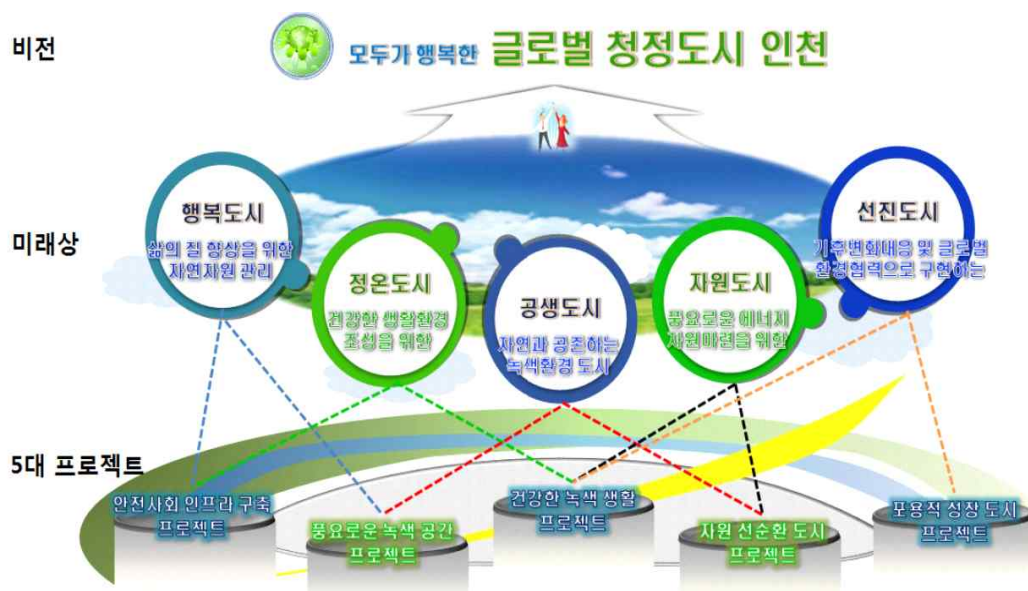 비전
모두가 행복한 글로벌 청정도시 인천
미래상
행복도시
삶의 질 향상을 위한
자연자원 관리
정온도시
건강한 생활환경
조성을 위한
공생도시
자연과 공존하는
녹색환경 도시
자원도시
풍요로운 에너지
자원마련을 위한
선진도시
기후변화대응 및 글로벌
환경협력으로 구현하는
5대 프로젝트
안전사회 인프라 구축
프로젝트
풍요로운 녹색 공간
프로젝트
건강한 녹색 생활
프로젝트
자원 선순환 도시
프로젝트
포용적 성장 도시
프로젝트